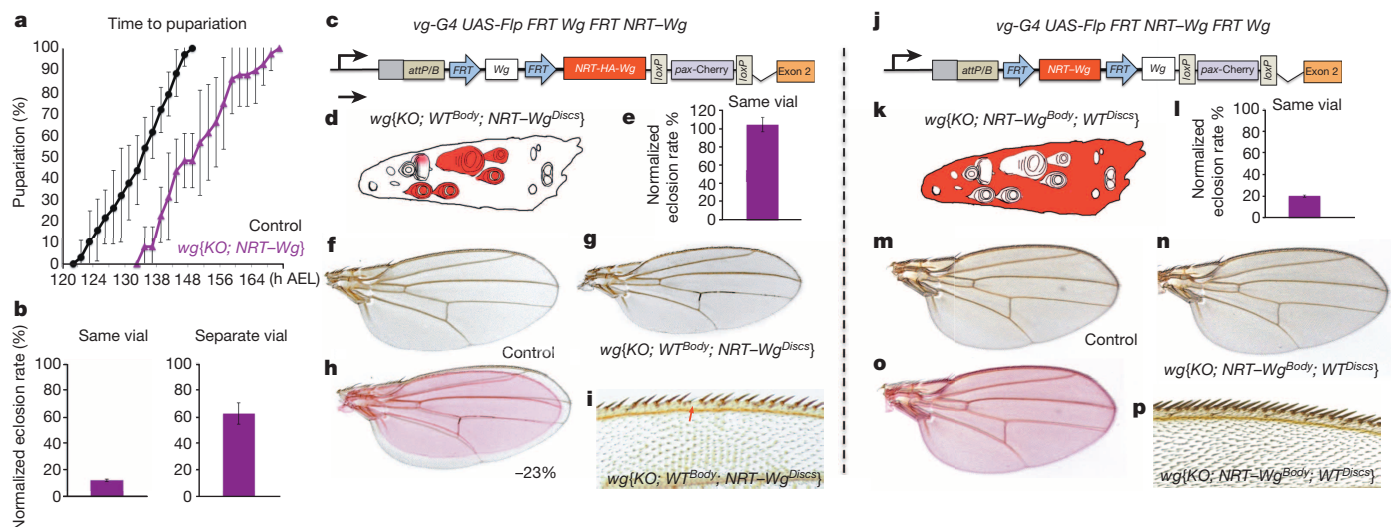 a
Time to pupariation
Pupariation (%)
100
90
80
70
60
50
40
30
20
10
0
120 124 130 138 148 156 164 (h AEL)
Control
wg{KO; NRT–Wg}
b
Normalized eclosion rate (%)
Same vial
100
80
60
40
20
0
Separate vial
100
80
60
40
20
0
c
vg-G4 UAS-Flp FRT Wg FRT NRT–Wg
attP/B FRT Wg FRT NRT-HA-Wg loxP pax-Cherry loxP Exon 2
d
wg{KO; WT^Body; NRT–Wg^Discs}
e
Same vial
Normalized eclosion rate %
120
100
80
60
40
20
0
f
Control
g
wg{KO; WT^Body; NRT–Wg^Discs}
h
–23%
i
wg{KO; WT^Body; NRT–Wg^Discs}
j
vg-G4 UAS-Flp FRT NRT–Wg FRT Wg
attP/B FRT NRT–Wg FRT Wg loxP pax-Cherry loxP Exon 2
k
wg{KO; NRT–Wg^Body; WT^Discs}
l
Same vial
Normalized eclosion rate %
100
80
60
40
20
0
m
Control
n
wg{KO; NRT–Wg^Body; WT^Discs}
o
p
wg{KO; NRT–Wg^Body; WT^Discs}